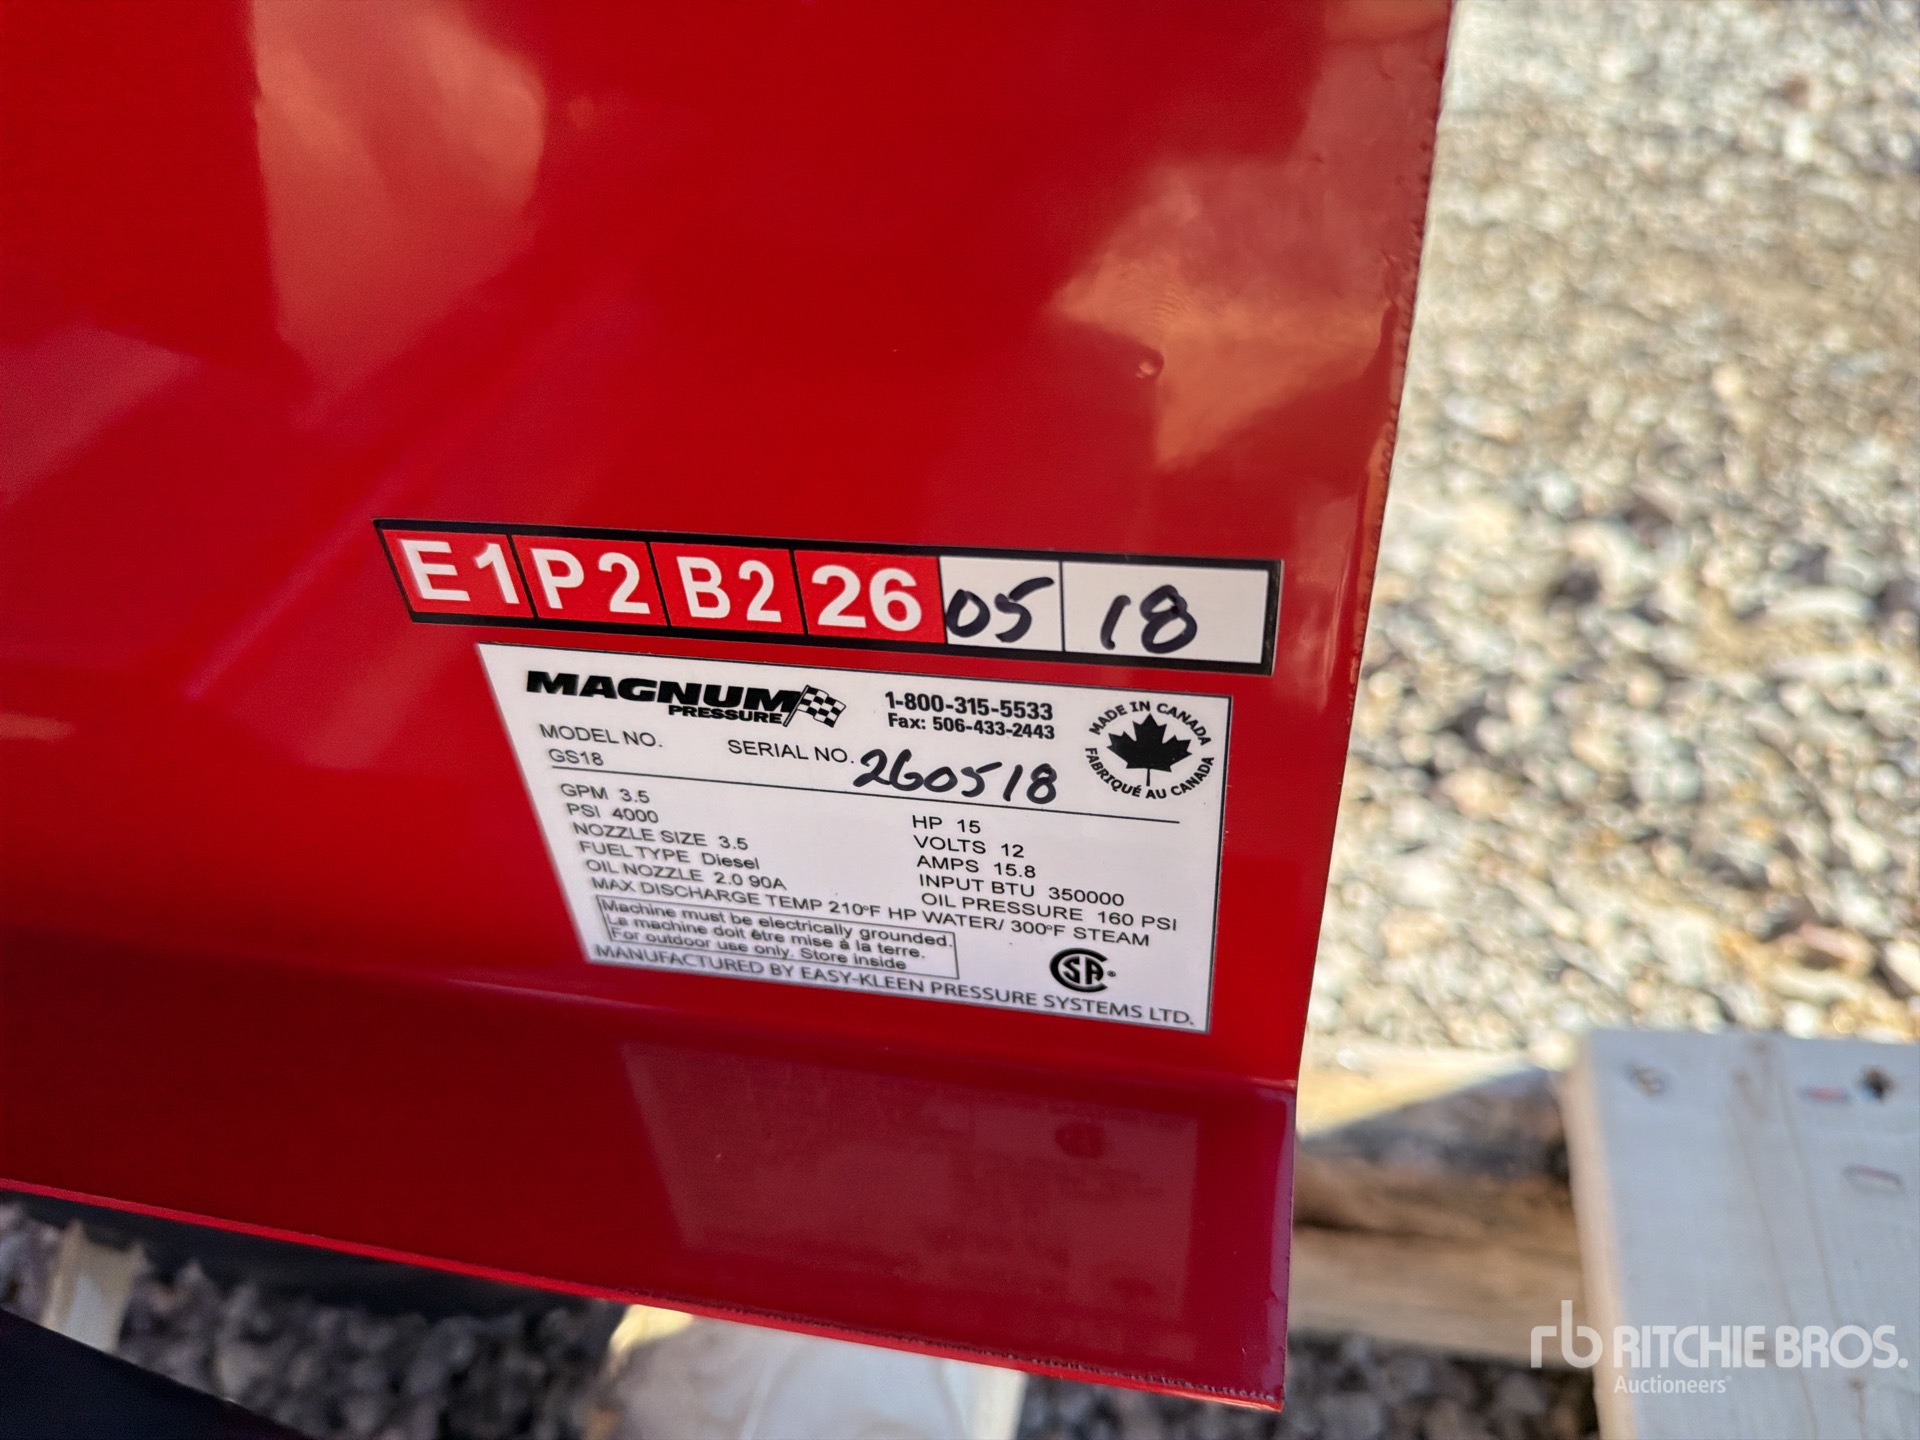 E1 P2 B2 26 05 18
MAGNUM
PRESSURE
1-800-315-5533
Fax: 506-433-2443
MADE IN CANADA
FABRIQUÉ AU CANADA
MODEL NO.
GS18
SERIAL NO. 260518
GPM 3.5
PSI 4000
NOZZLE SIZE 3.5
FUEL TYPE Diesel
OIL NOZZLE 2.0 90A
HP 15
VOLTS 12
AMPS 15.8
INPUT BTU 350000
OIL PRESSURE 160 PSI
MAX DISCHARGE TEMP 210°F HP WATER/ 300°F STEAM
Machine must be electrically grounded.
La machine doit être mise à la terre.
For outdoor use only. Store inside
CSA
MANUFACTURED BY EASY-KLEEN PRESSURE SYSTEMS LTD.
rb RITCHIE BROS.
Auctioneers